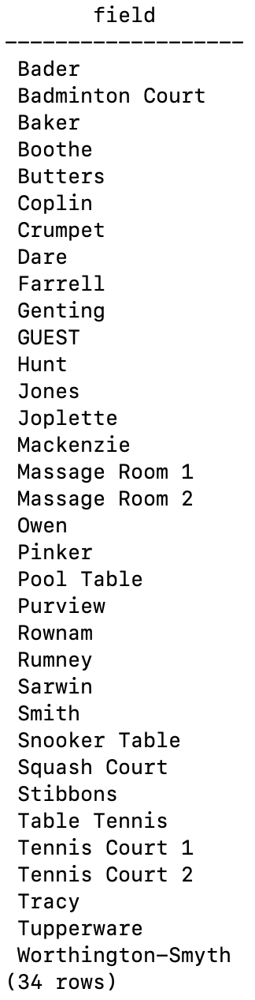 field
-------------------
Bader
Badminton Court
Baker
Boothe
Butters
Coplin
Crumpet
Dare
Farrell
Genting
GUEST
Hunt
Jones
Joplette
Mackenzie
Massage Room 1
Massage Room 2
Owen
Pinker
Pool Table
Purview
Rownam
Rumney
Sarwin
Smith
Snooker Table
Squash Court
Stibbons
Table Tennis
Tennis Court 1
Tennis Court 2
Tracy
Tupperware
Worthington-Smyth
(34 rows)